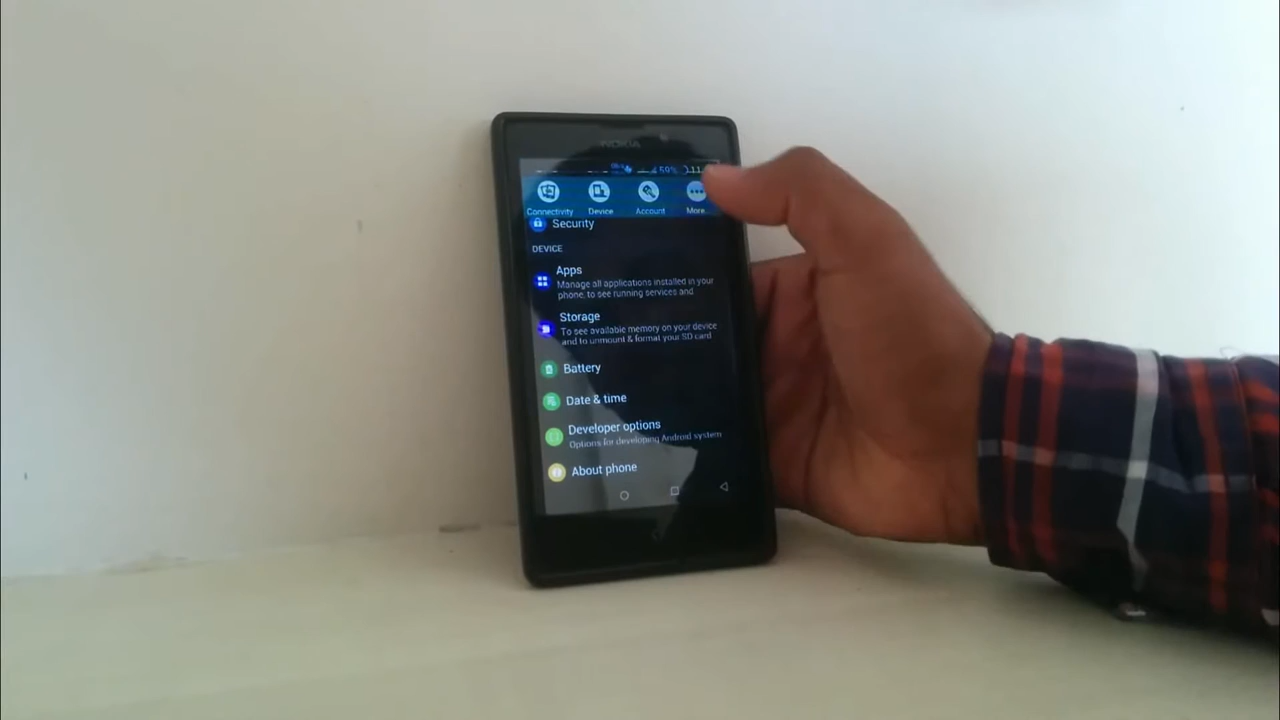 NOKIA
59%
Connectivity Device Account More...
Security
DEVICE
Apps
Manage all applications installed in your
phone, to see running services and
Storage
To see available memory on your device
and to unmount & format your SD card
Battery
Date & time
Developer options
Options for developing Android system
About phone